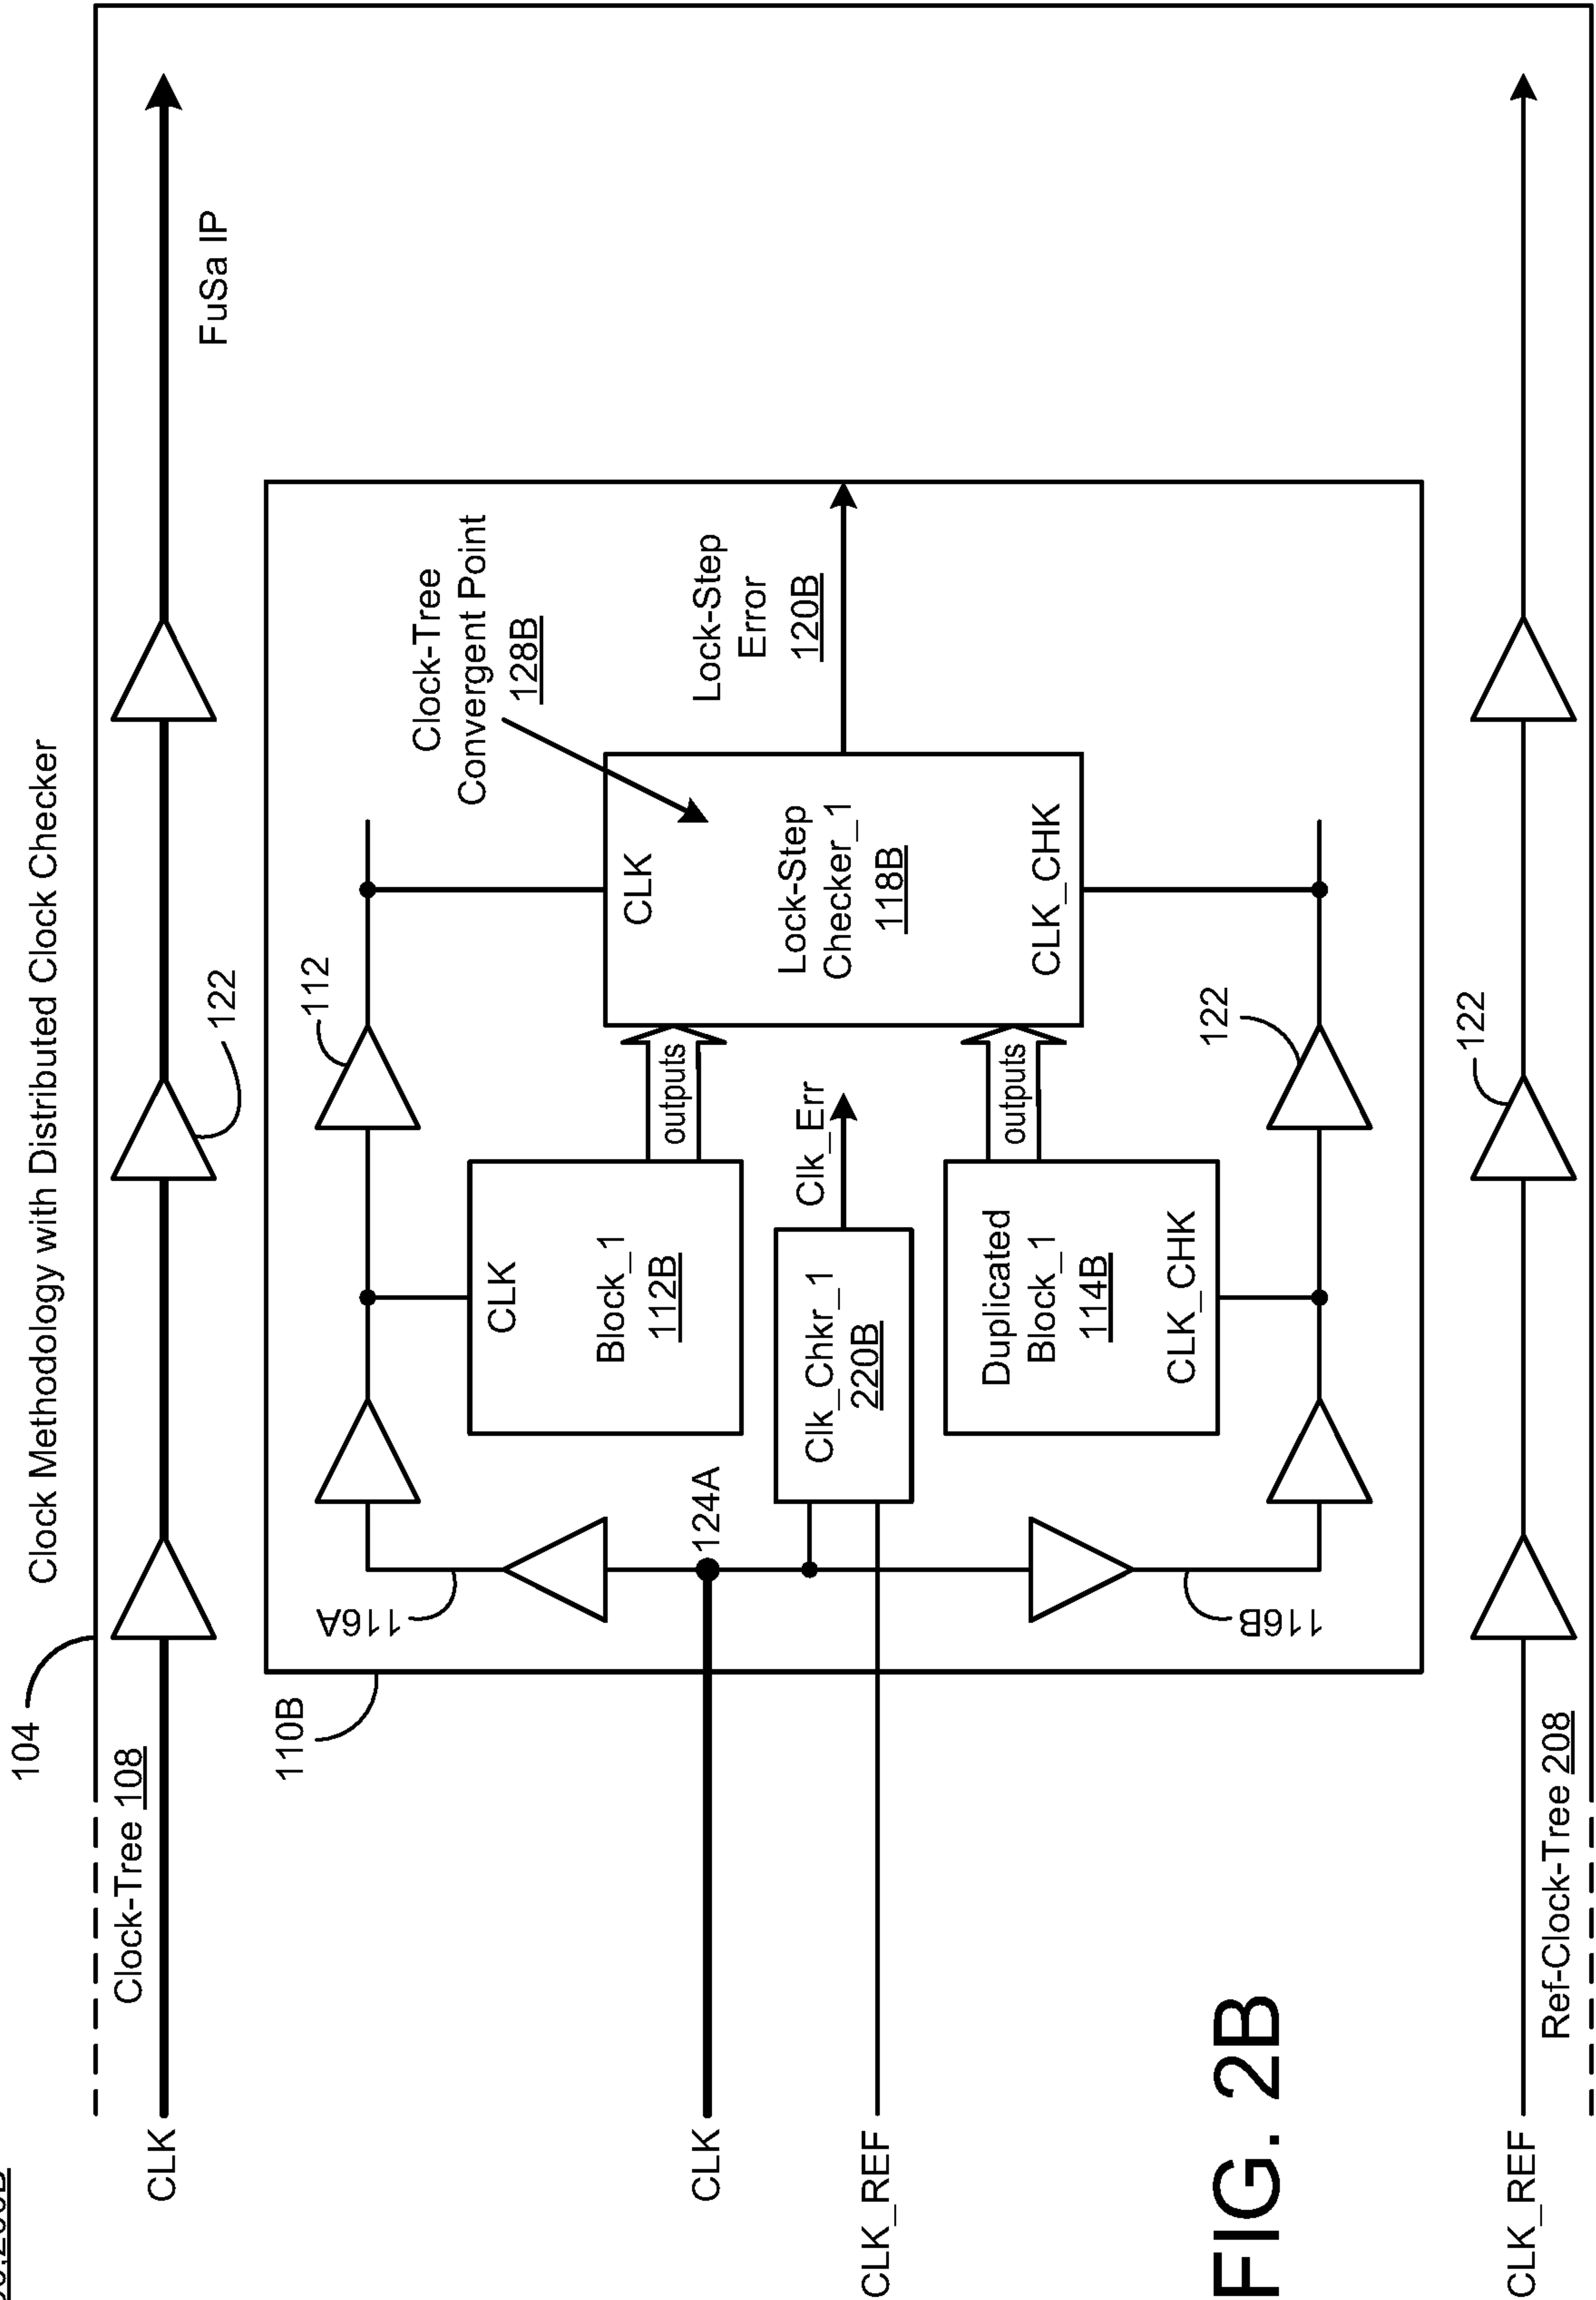 Clock Methodology with Distributed Clock Checker
104
Clock-Tree 108
CLK
122
FuSa IP
110B
116A
112
CLK
Block_1
112B
outputs
CLK
Clock-Tree
Convergent Point
128B
Lock-Step
Checker_1
118B
CLK_CHK
Lock-Step
Error
120B
CLK
124A
Clk_Chkr_1
220B
Clk_Err
CLK_REF
Duplicated
Block_1
114B
CLK_CHK
outputs
116B
122
FIG. 2B
122
CLK_REF
Ref-Clock-Tree 208